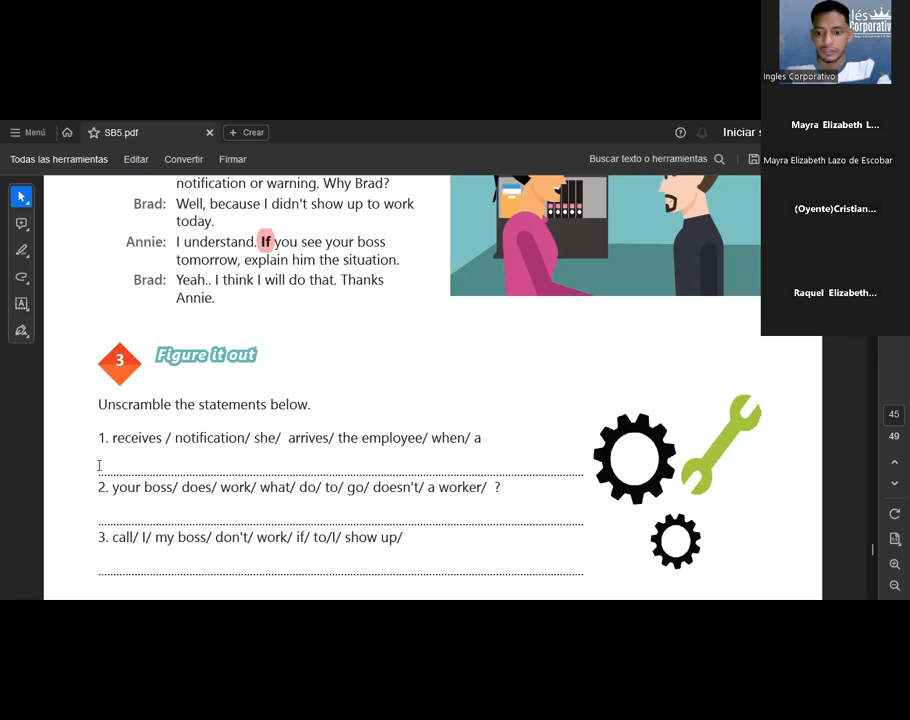 lés
Corporativo
Ingles Corporativo
Mayra Elizabeth L...
Mayra Elizabeth Lazo de Escobar
(Oyente)Cristian...
Raquel Elizabeth...
Menú
SB5.pdf
Crear
Iniciar s
Todas las herramientas
Editar
Convertir
Firmar
Buscar texto o herramientas
notification or warning. Why Brad?
Brad: Well, because I didn't show up to work
today.
Annie: I understand. If you see your boss
tomorrow, explain him the situation.
Brad: Yeah.. I think I will do that. Thanks
Annie.
3 Figure it out
Unscramble the statements below.
1. receives / notification/ she/ arrives/ the employee/ when/ a
2. your boss/ does/ work/ what/ do/ to/ go/ doesn't/ a worker/ ?
3. call/ I/ my boss/ don't/ work/ if/ to/I/ show up/
45
49